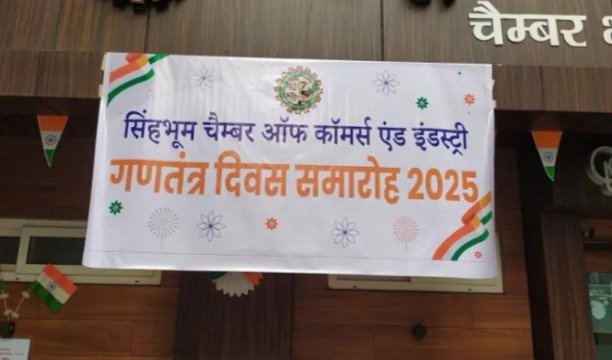 चैम्बर
सिंहभूम चैम्बर ऑफ कॉमर्स एंड इंडस्ट्री
गणतंत्र दिवस समारोह 2025